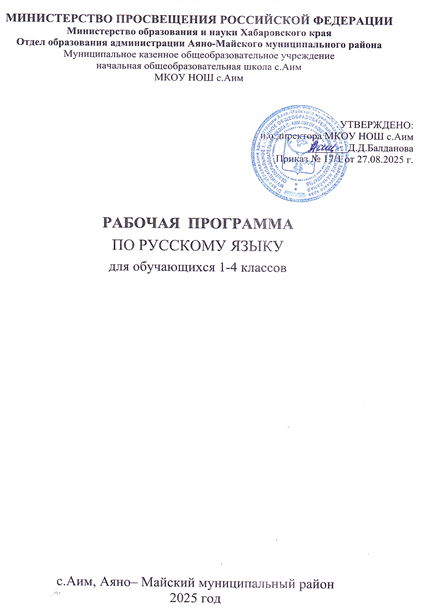 МИНИСТЕРСТВО ПРОСВЕЩЕНИЯ РОССИЙСКОЙ ФЕДЕРАЦИИ
Министерство образования и науки Хабаровского края
Отдел образования администрации Аяно-Майского муниципального района
Муниципальное казенное общеобразовательное учреждение
начальная общеобразовательная школа с.Аим
МКОУ НОШ с.Аим
УТВЕРЖДЕНО:
и.о.директора МКОУ НОШ с.Аим
Д.Д.Балданова
Приказ № 17/1 от 27.08.2025 г.
РАБОЧАЯ ПРОГРАММА
ПО РУССКОМУ ЯЗЫКУ
для обучающихся 1-4 классов
с.Аим, Аяно– Майский муниципальный район
2025 год